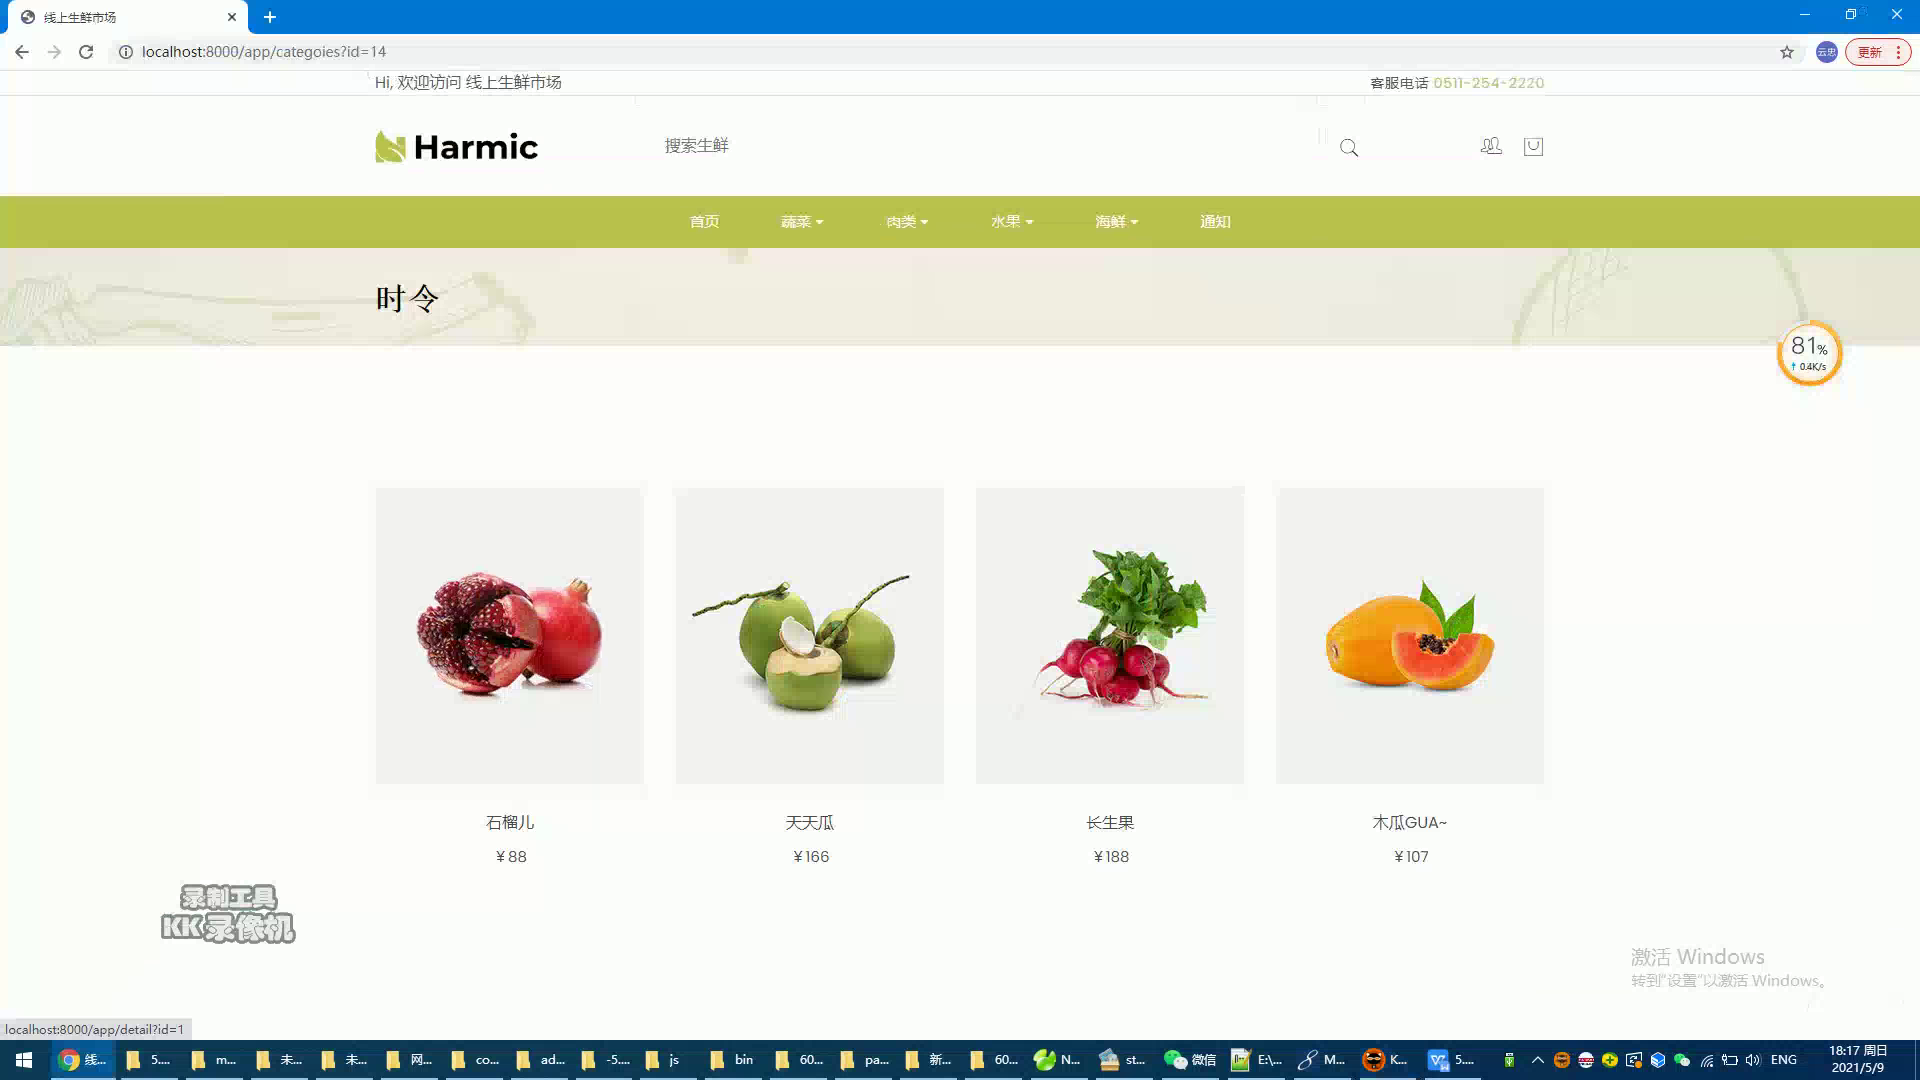 线上生鲜市场
localhost:8000/app/categoies?id=14
云忠
更新
Hi, 欢迎访问 线上生鲜市场
客服电话 0511-254-2220
Harmic
搜索生鲜
首页
蔬菜
肉类
水果
海鲜
通知
时令
81%
0.4K/s
石榴儿
天天瓜
长生果
木瓜GUA~
¥88
¥166
¥188
¥107
录制工具
KK录像机
激活 Windows
转到"设置"以激活 Windows。
localhost:8000/app/detail?id=1
线...
5....
m...
未...
未...
网...
co...
ad...
-5....
js
bin
60...
pa...
新...
60...
N...
st...
微信
E:\...
M...
K...
5....
ENG
18:17 周日
2021/5/9